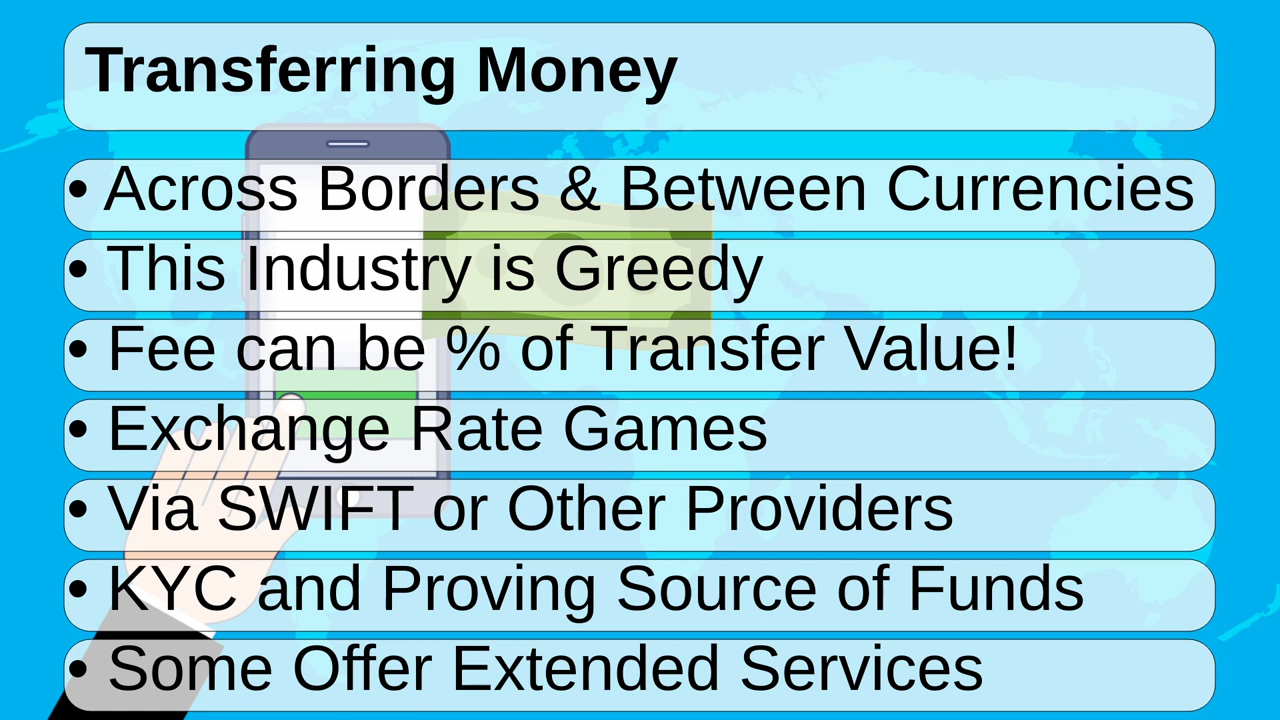 Transferring Money
• Across Borders & Between Currencies
• This Industry is Greedy
• Fee can be % of Transfer Value!
• Exchange Rate Games
• Via SWIFT or Other Providers
• KYC and Proving Source of Funds
• Some Offer Extended Services